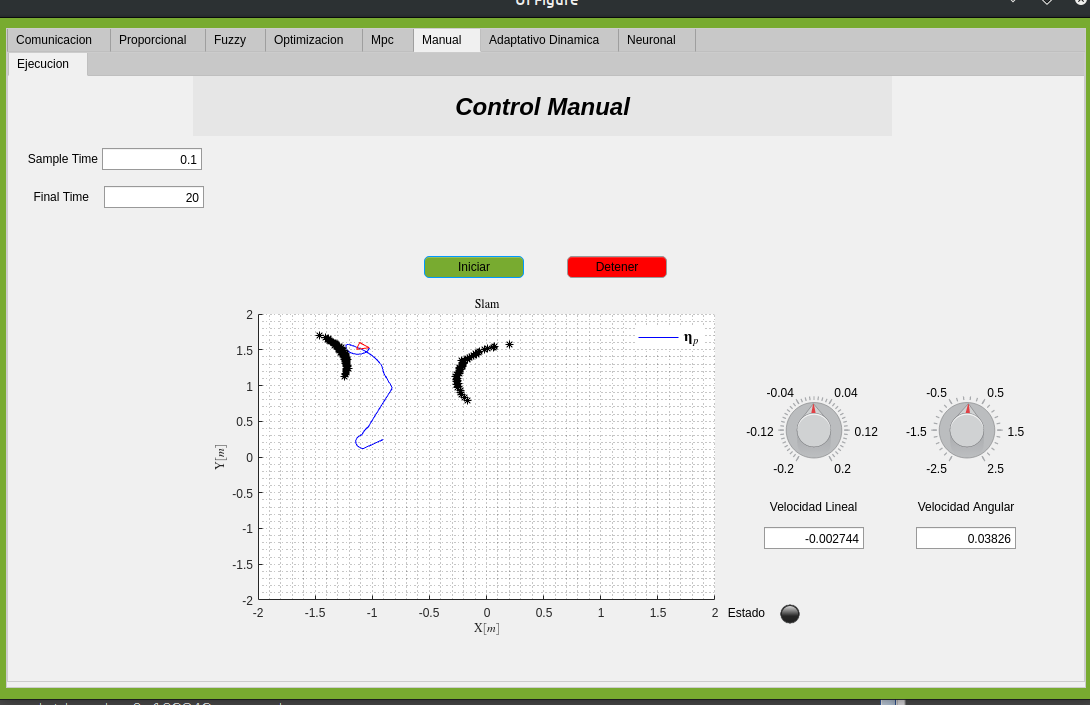 UI Figure
Comunicacion Proporcional Fuzzy Optimizacion Mpc Manual Adaptativo Dinamica Neuronal
Ejecucion
Control Manual
Sample Time 0.1
Final Time 20
Iniciar Detener
Slam
2
1.5
1
0.5
0
-0.5
-1
-1.5
-2
Y[m]
-2 -1.5 -1 -0.5 0 0.5 1 1.5 2
X[m]
ηp
-0.04 0.04
-0.12 0.12
-0.2 0.2
Velocidad Lineal
-0.002744
-0.5 0.5
-1.5 1.5
-2.5 2.5
Velocidad Angular
0.03826
Estado